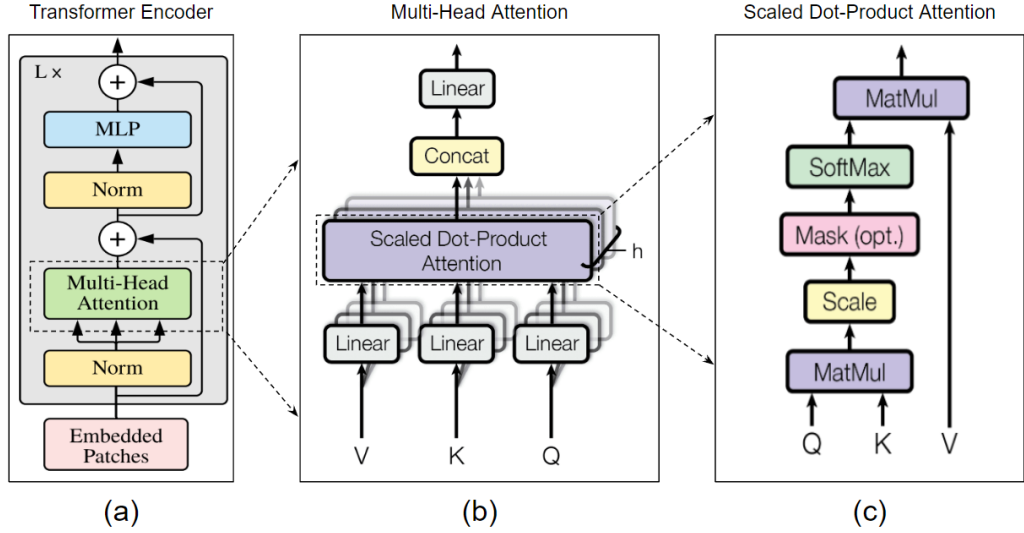 Transformer Encoder
L ×
+
MLP
Norm
+
Multi-Head
Attention
Norm
Embedded
Patches
(a)
Multi-Head Attention
Linear
Concat
Scaled Dot-Product
Attention
h
Linear Linear Linear
V K Q
(b)
Scaled Dot-Product Attention
MatMul
SoftMax
Mask (opt.)
Scale
MatMul
Q K V
(c)